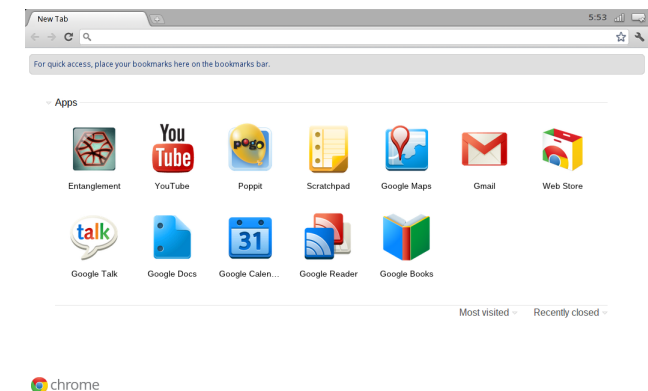 New Tab
5:53
For quick access, place your bookmarks here on the bookmarks bar.
Apps
You
Tube
pogo
Entanglement
YouTube
Poppit
Scratchpad
Google Maps
Gmail
Web Store
talk
31
Google Talk
Google Docs
Google Calen...
Google Reader
Google Books
Most visited
Recently closed
chrome